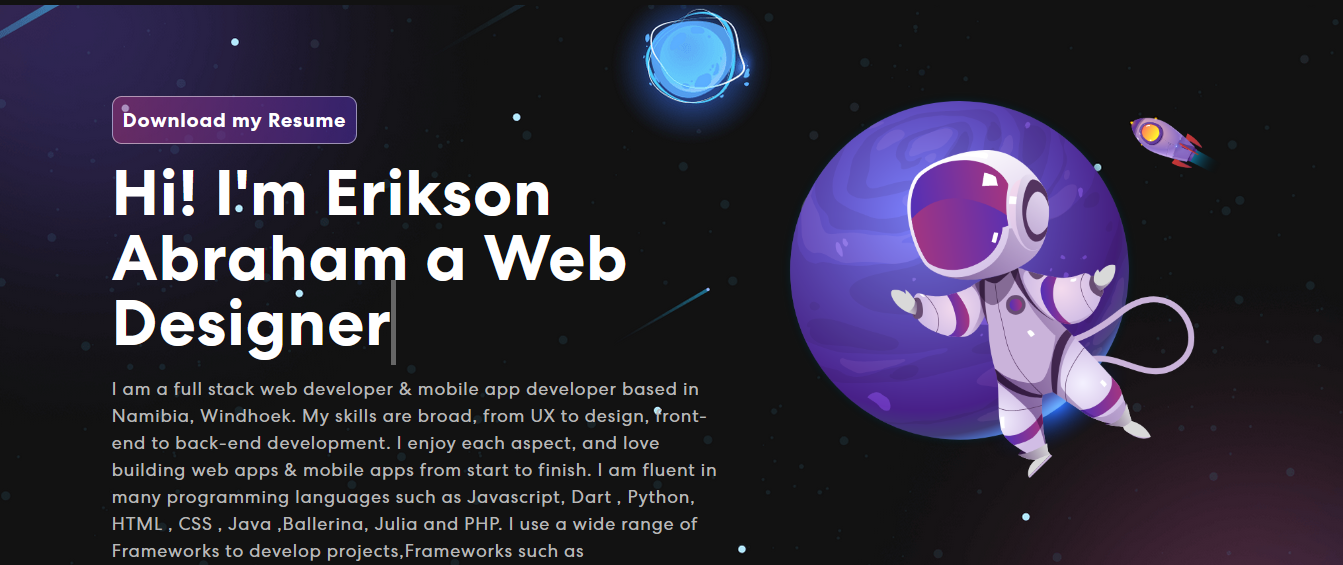 Download my Resume
Hi! I'm Erikson
Abraham a Web
Designer
I am a full stack web developer & mobile app developer based in
Namibia, Windhoek. My skills are broad, from UX to design, front-
end to back-end development. I enjoy each aspect, and love
building web apps & mobile apps from start to finish. I am fluent in
many programming languages such as Javascript, Dart , Python,
HTML , CSS , Java ,Ballerina, Julia and PHP. I use a wide range of
Frameworks to develop projects,Frameworks such as